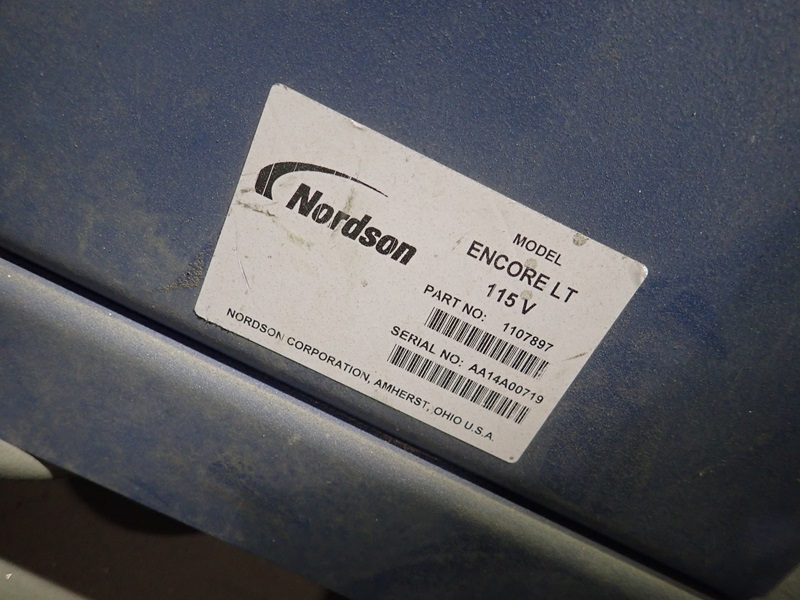 Nordson
MODEL
ENCORE LT
115 V
PART NO: 1107897
SERIAL NO: AA14A00719
NORDSON CORPORATION, AMHERST, OHIO U.S.A.